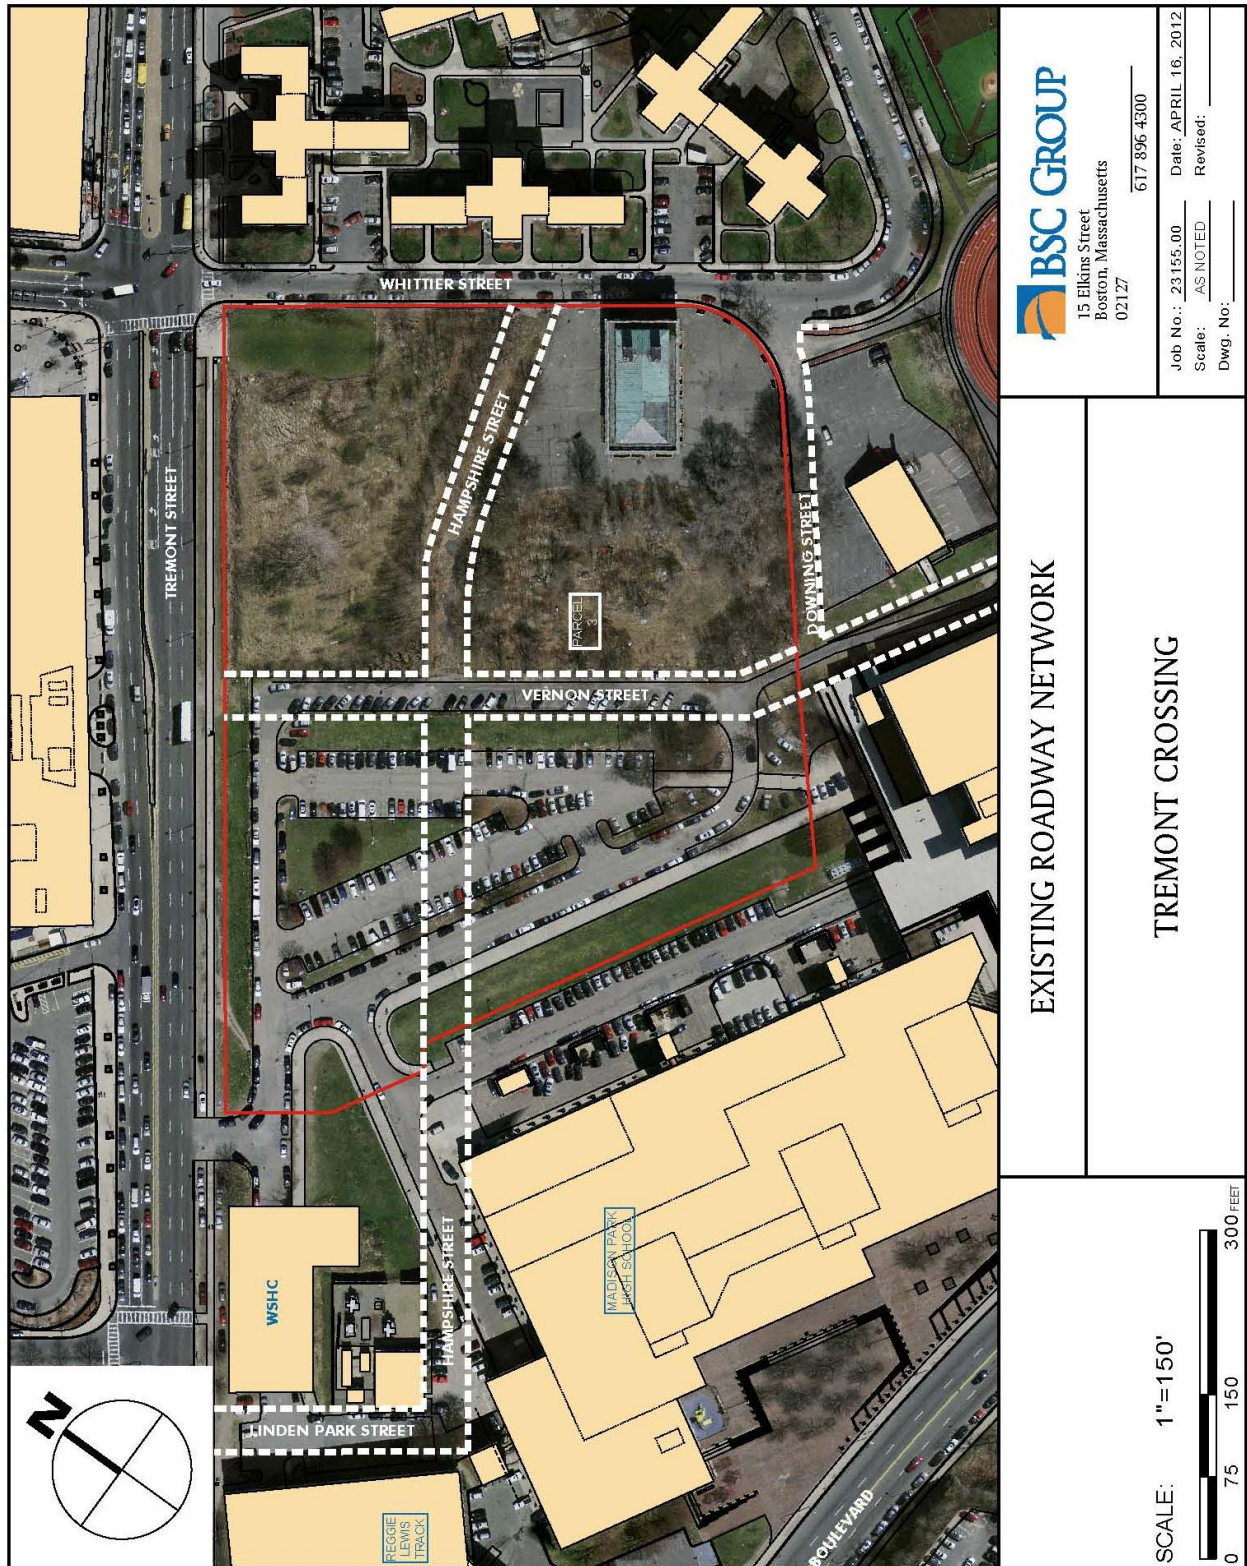 N
WHITTIER STREET
TREMONT STREET
HAMPSHIRE STREET
PARCEL
3
DOWNING STREET
VERNON STREET
WSHC
HAMPSHIRE STREET
MADISON PARK
HIGH SCHOOL
LINDEN PARK STREET
REGGIE
LEWIS
TRACK
BOULEVARD
SCALE: 1"=150'
0 75 150 300 FEET
EXISTING ROADWAY NETWORK
TREMONT CROSSING
BSC GROUP
15 Elkins Street
Boston, Massachusetts
02127
617 896 4300
Job No.: 23155.00 Date: APRIL 16, 2012
Scale: AS NOTED Revised:
Dwg. No: